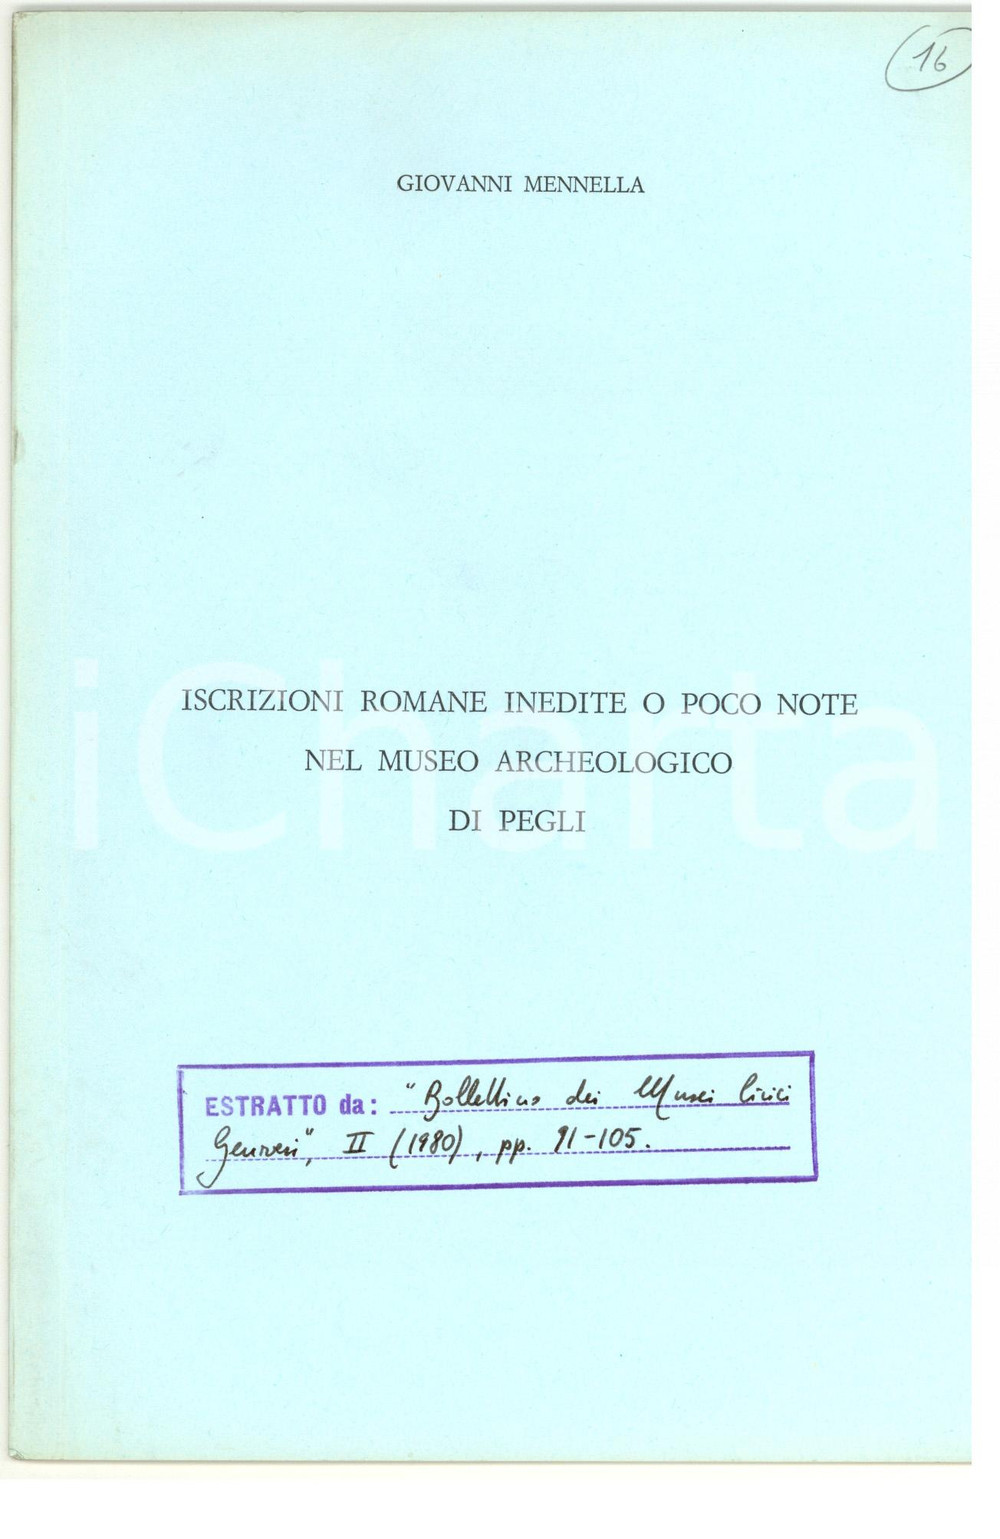 16
GIOVANNI MENNELLA
ISCRIZIONI ROMANE INEDITE O POCO NOTE
NEL MUSEO ARCHEOLOGICO
DI PEGLI
iCharta
ESTRATTO da: "Bollettino dei Musei Civici
Genovesi", II (1980), pp. 91-105.